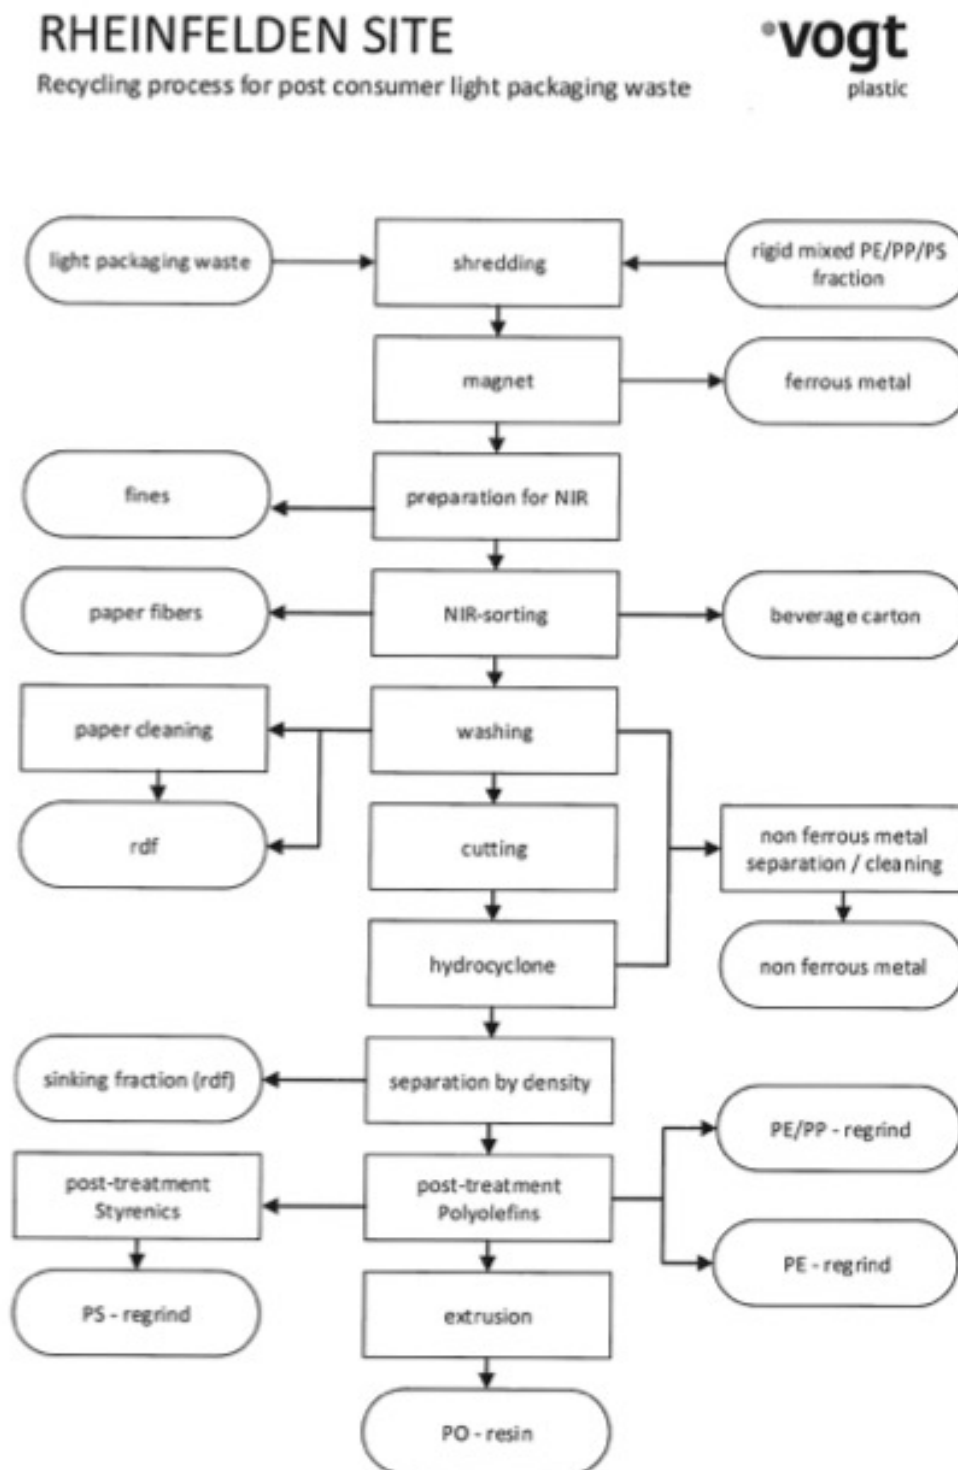 RHEINFELDEN SITE
vogt
plastic
Recycling process for post consumer light packaging waste
light packaging waste
shredding
rigid mixed PE/PP/PS
fraction
magnet
ferrous metal
fines
preparation for NIR
paper fibers
NIR-sorting
beverage carton
paper cleaning
washing
rdf
cutting
non ferrous metal
separation / cleaning
hydrocyclone
non ferrous metal
sinking fraction (rdf)
separation by density
PE/PP - regrind
post-treatment
Styrenics
post-treatment
Polyolefins
PE - regrind
PS - regrind
extrusion
PO - resin